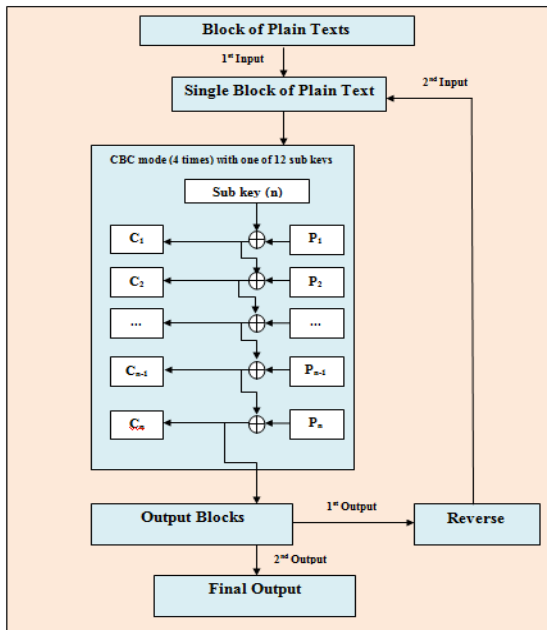 Block of Plain Texts
1st Input
2nd Input
Single Block of Plain Text
CBC mode (4 times) with one of 12 sub keys
Sub key (n)
C1 P1
C2 P2
... ...
Cn-1 Pn-1
Cn Pn
1st Output
Output Blocks Reverse
2nd Output
Final Output